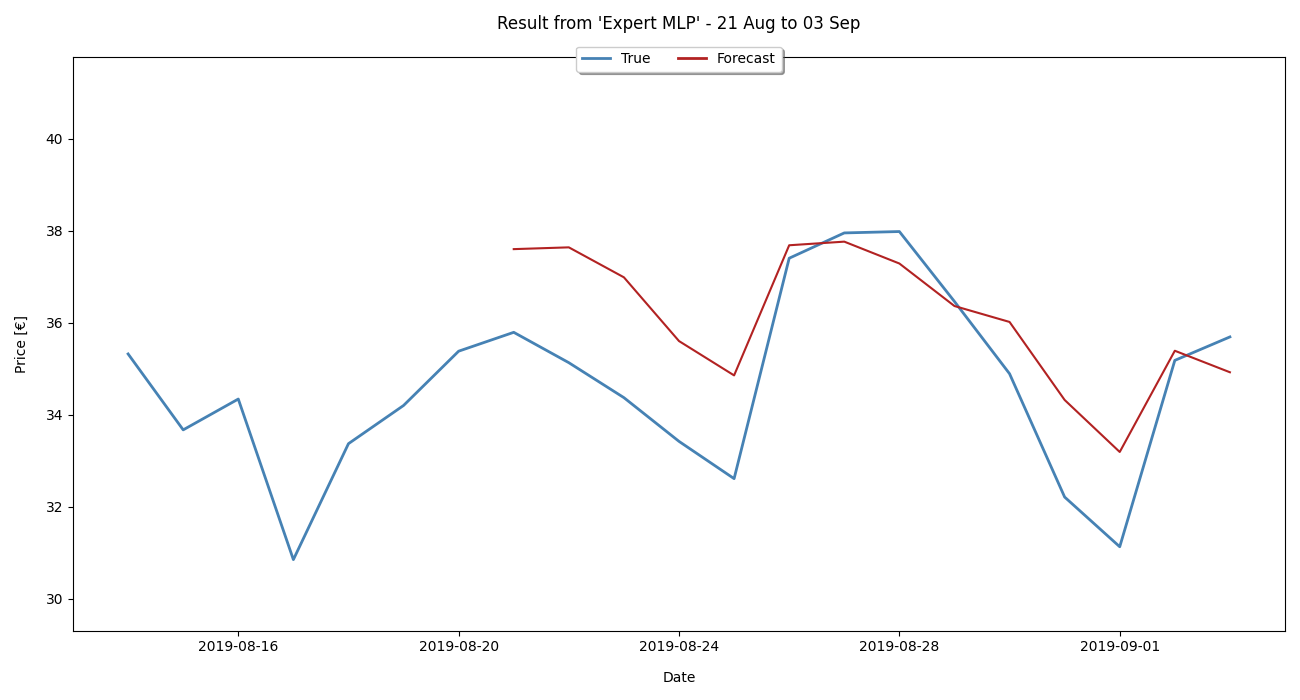 Result from 'Expert MLP' - 21 Aug to 03 Sep
True Forecast
Price [€]
40
38
36
34
32
30
2019-08-16 2019-08-20 2019-08-24 2019-08-28 2019-09-01
Date